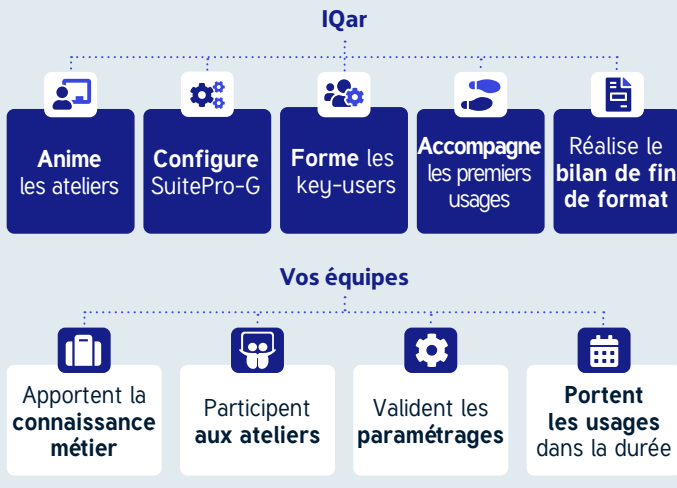 IQar
Anime
les ateliers
Configure
SuitePro-G
Forme les
key-users
Accompagne
les premiers
usages
Réalise le
bilan de fin
de format
Vos équipes
Apportent la
connaissance
métier
Participent
aux ateliers
Valident les
paramétrages
Portent
les usages
dans la durée